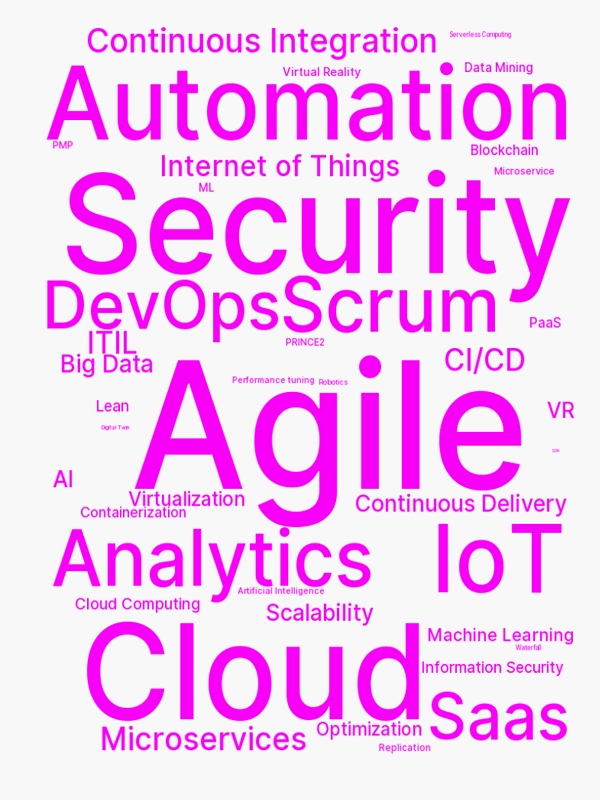 Continuous Integration
Serverless Computing
Virtual Reality
Data Mining
Automation
PMP
Blockchain
Internet of Things
Microservice
ML
Security
DevOps
Scrum
PaaS
ITIL
PRINCE2
Big Data
CI/CD
Performance tuning
Robotics
Agile
Lean
VR
Digital Twin
AI
Virtualization
Continuous Delivery
Containerization
Analytics
IoT
Artificial Intelligence
Cloud Computing
Scalability
Cloud
Machine Learning
Waterfall
Information Security
Saas
Optimization
Microservices
Replication